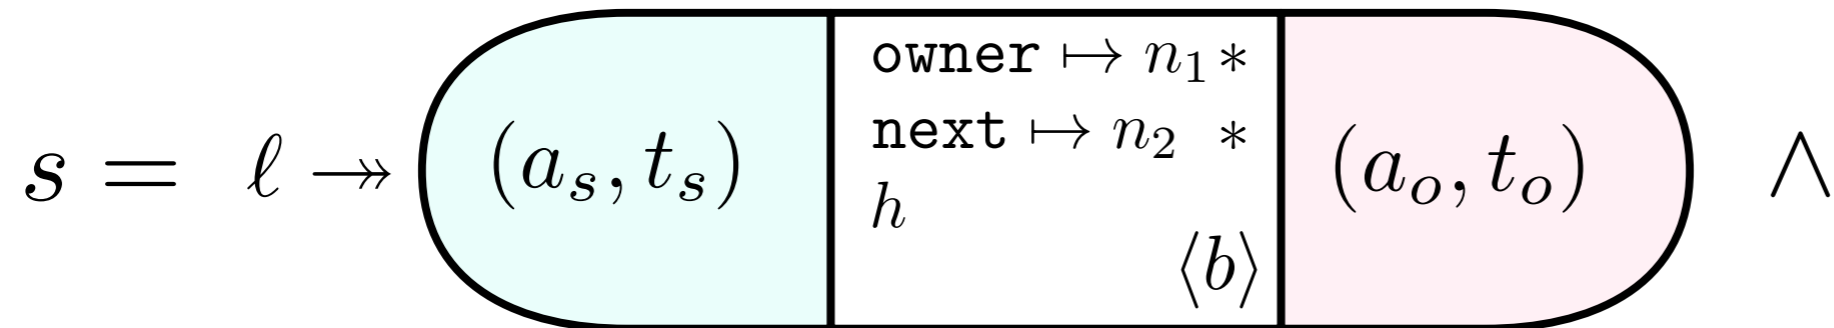 s = ℓ ↠ (a_s, t_s)
owner ↦ n_1 *
next ↦ n_2 *
h
⟨b⟩
(a_o, t_o) ∧